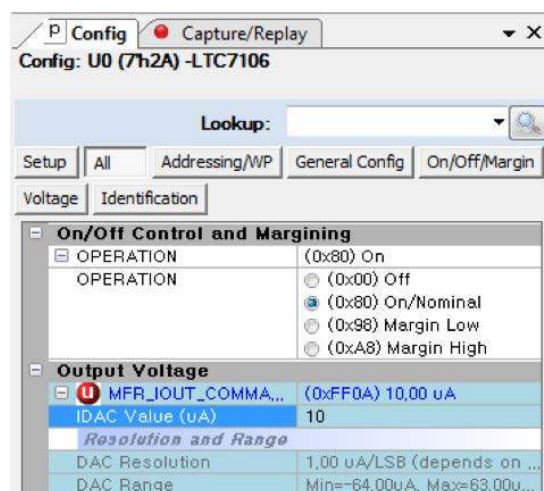 Config Capture/Replay
Config: U0 (7'h2A) -LTC7106
Lookup:
Setup All Addressing/WP General Config On/Off/Margin
Voltage Identification
On/Off Control and Margining
OPERATION (0x80) On
OPERATION (0x00) Off
(0x80) On/Nominal
(0x98) Margin Low
(0xA8) Margin High
Output Voltage
U MFR_IOUT_COMMA... (0xFF0A) 10,00 uA
IDAC Value (uA) 10
Resolution and Range
DAC Resolution 1,00 uA/LSB (depends on ...
DAC Range Min=-64,00uA, Max=63,00u...